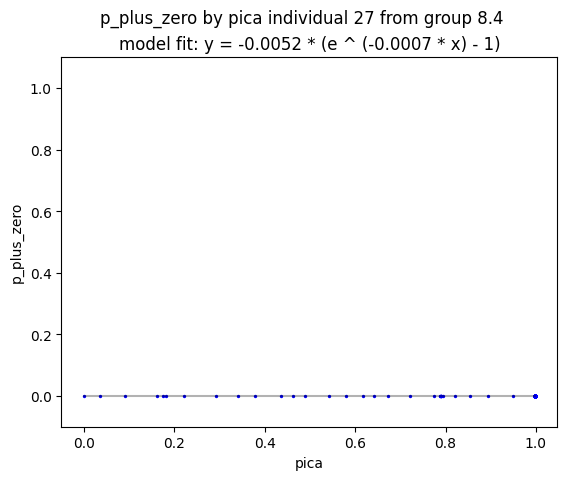 p_plus_zero by pica individual 27 from group 8.4
model fit: y = -0.0052 * (e ^ (-0.0007 * x) - 1)
1.0
0.8
0.6
0.4
0.2
0.0
p_plus_zero
0.0 0.2 0.4 0.6 0.8 1.0
pica